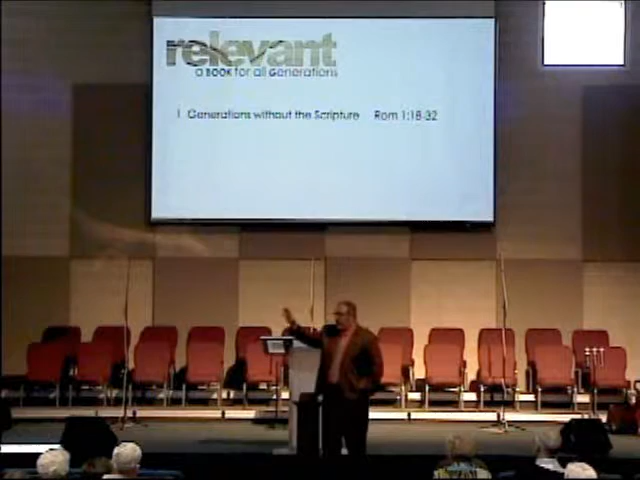 relevant
a BOOK for all Generations
I Generations without the Scripture Rom 1:18-32